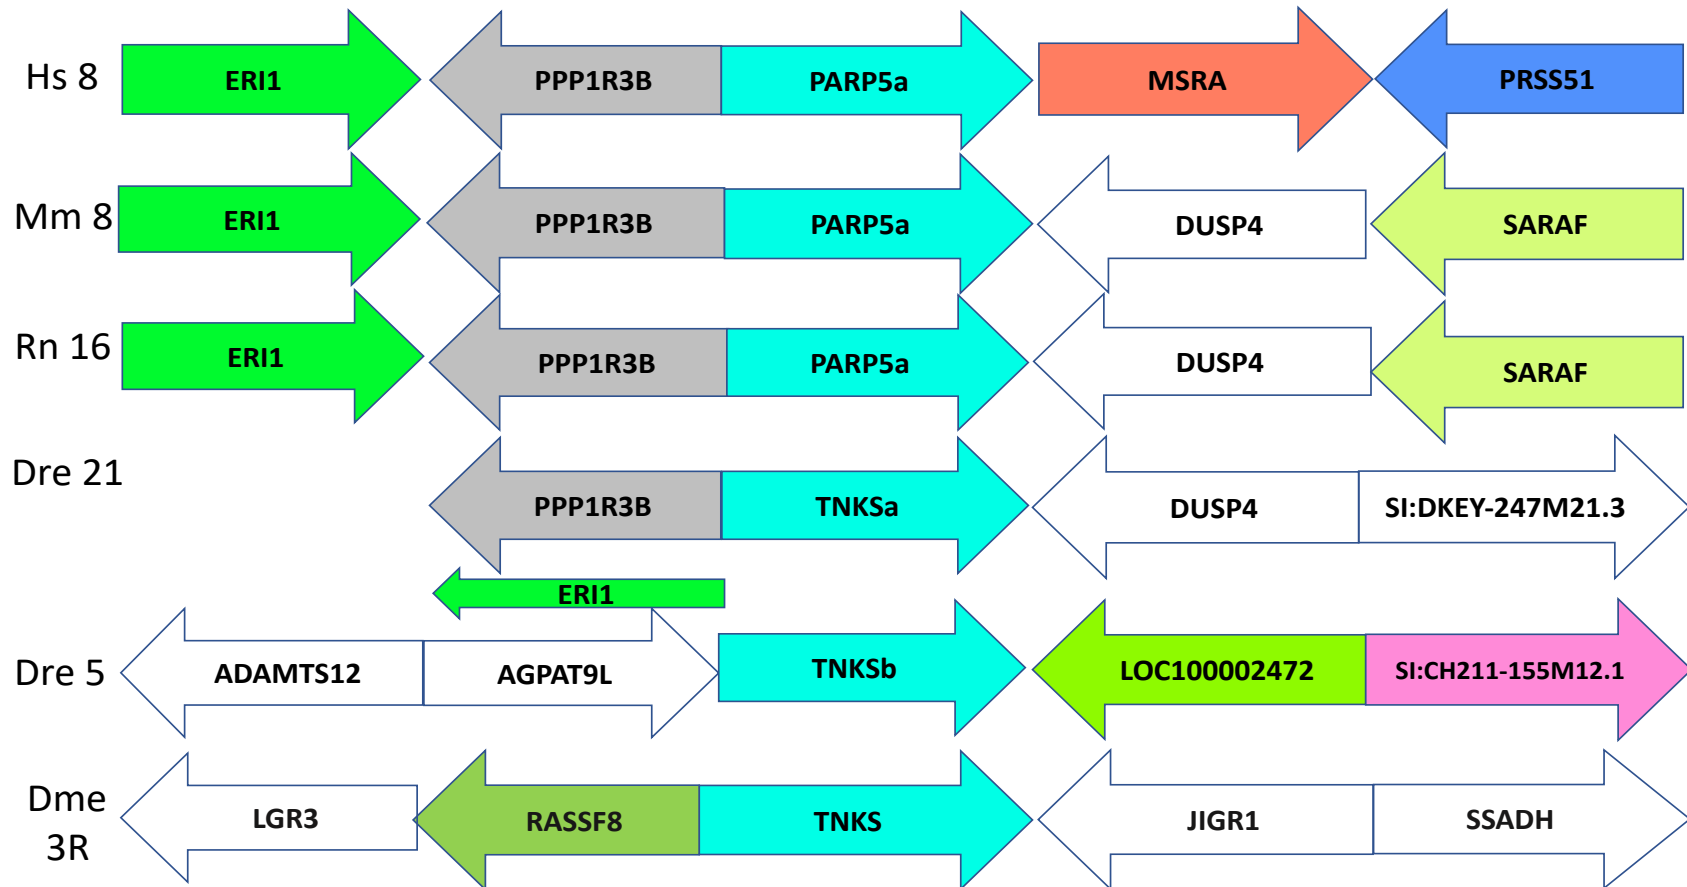 Hs 8 ERI1 PPP1R3B PARP5a MSRA PRSS51
Mm 8 ERI1 PPP1R3B PARP5a DUSP4 SARAF
Rn 16 ERI1 PPP1R3B PARP5a DUSP4 SARAF
Dre 21 PPP1R3B TNKSa DUSP4 SI:DKEY-247M21.3
ERI1
Dre 5 ADAMTS12 AGPAT9L TNKSb LOC100002472 SI:CH211-155M12.1
Dme
3R LGR3 RASSF8 TNKS JIGR1 SSADH